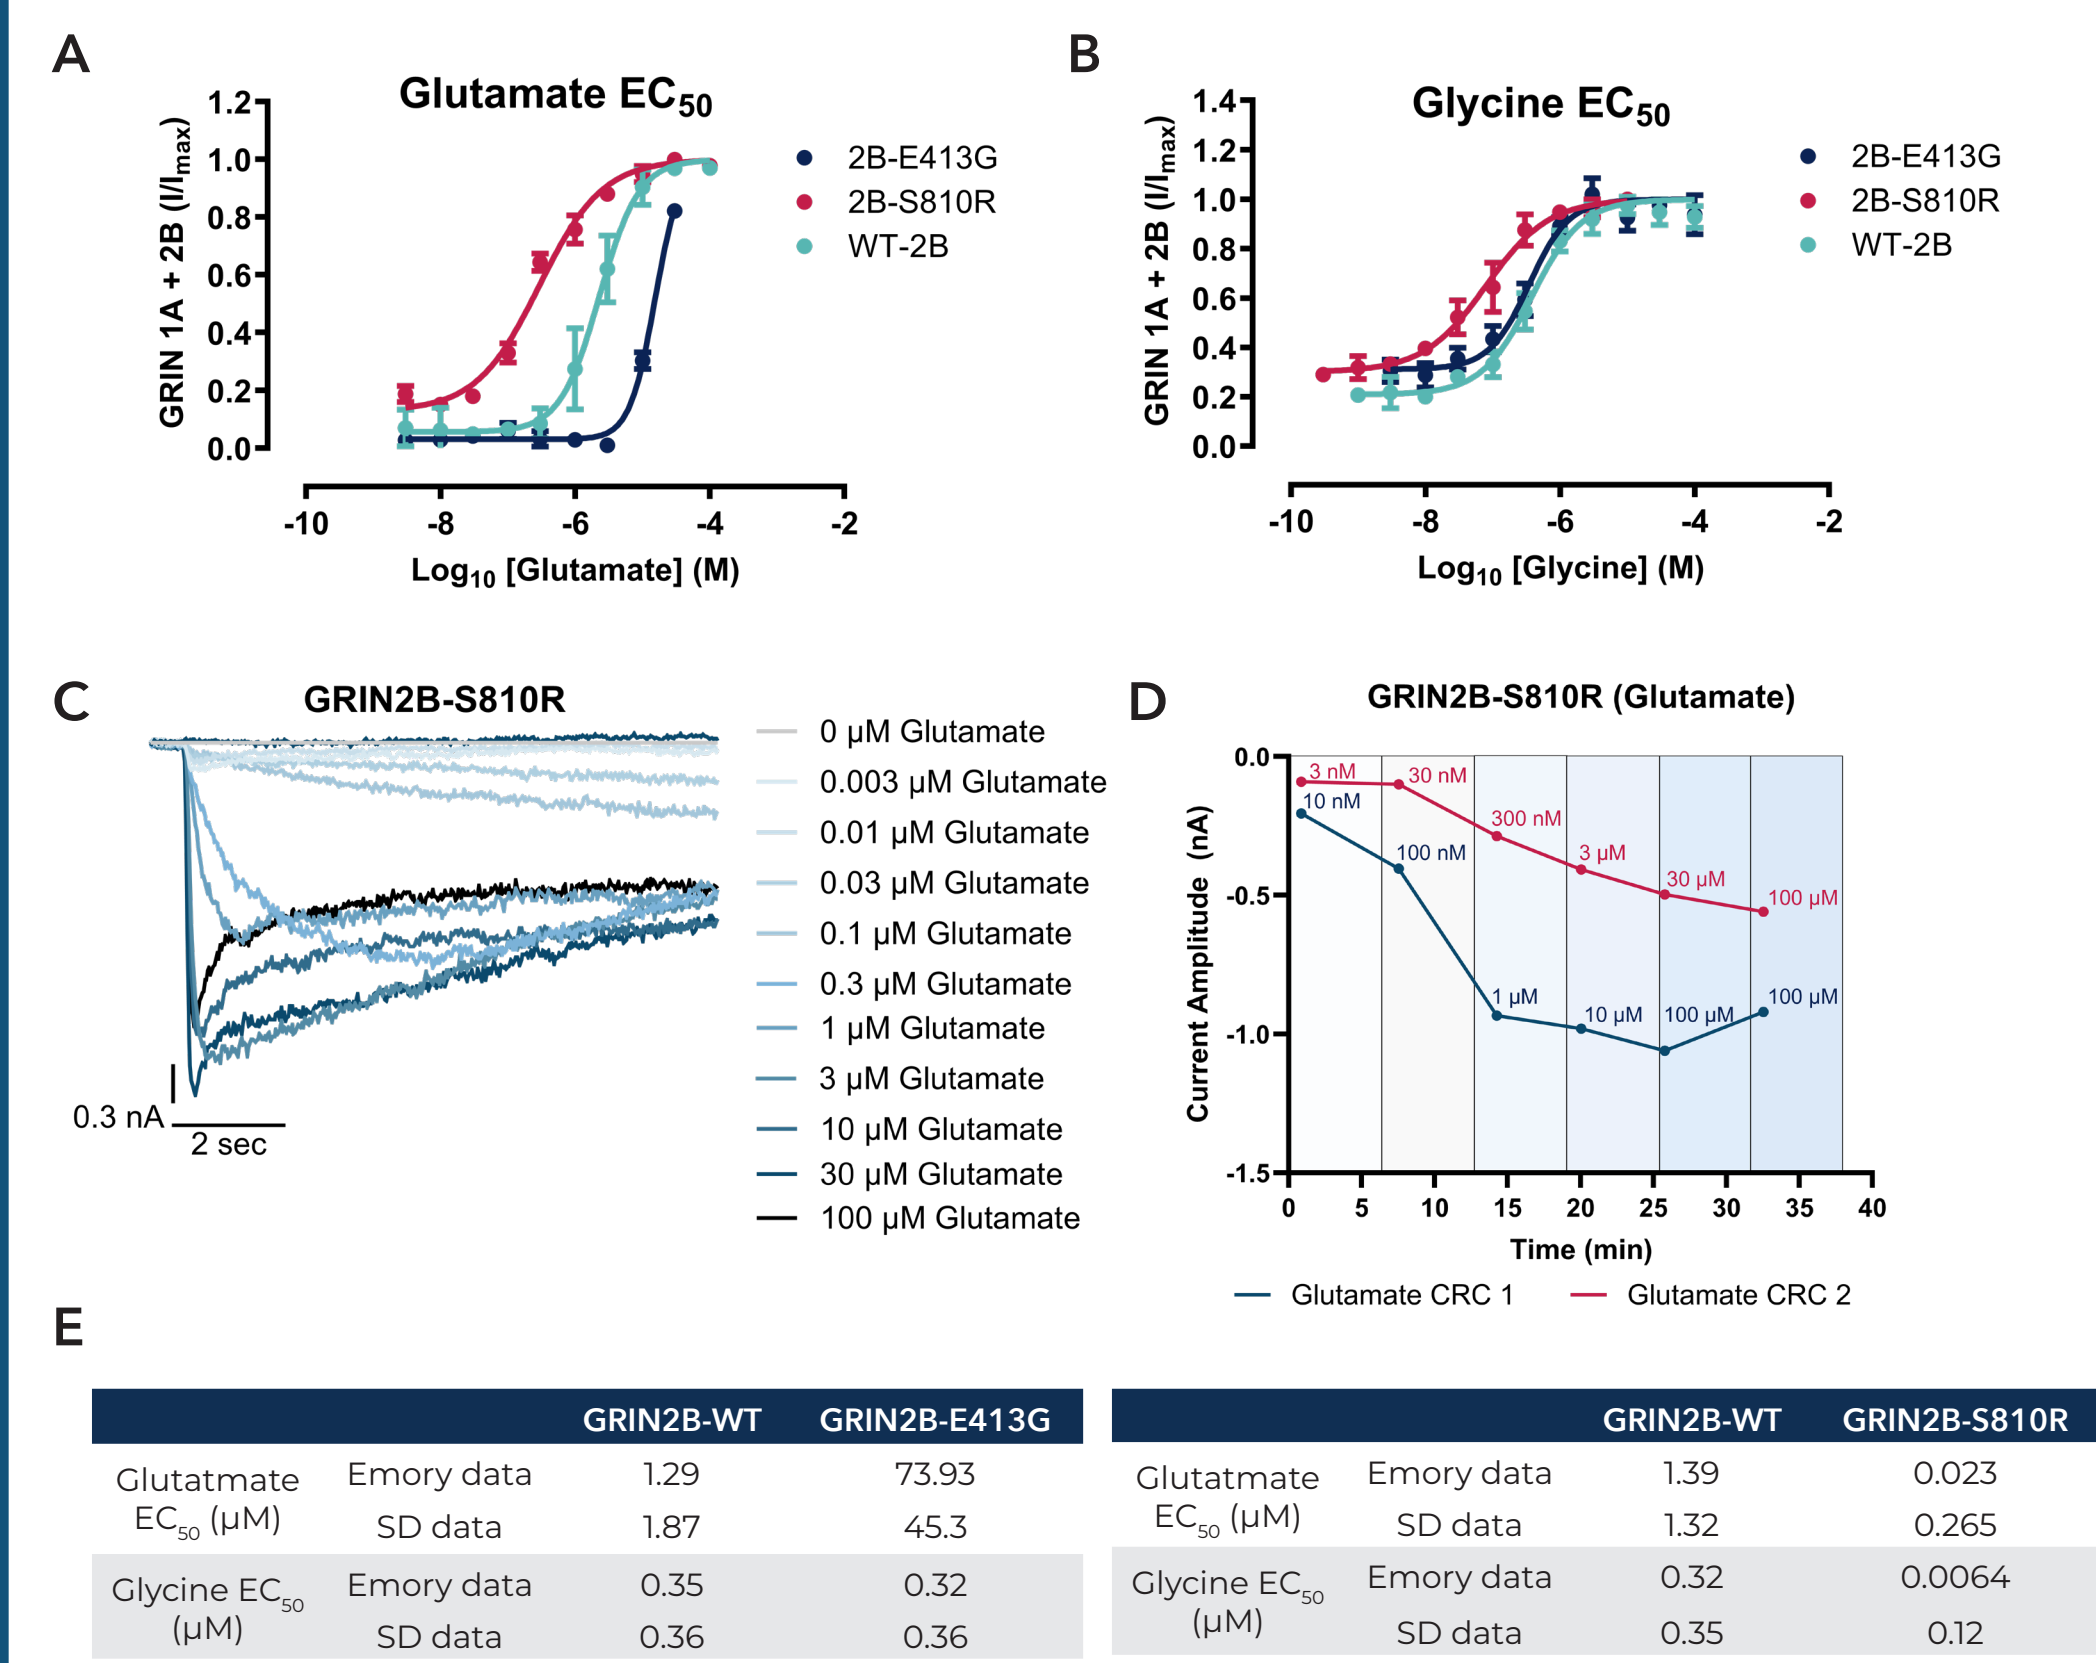 A
Glutamate EC50
GRIN 1A + 2B (I/Imax)
1.2
1.0
0.8
0.6
0.4
0.2
0.0
-10 -8 -6 -4 -2
Log10 [Glutamate] (M)
2B-E413G
2B-S810R
WT-2B
B
Glycine EC50
GRIN 1A + 2B (I/Imax)
1.4
1.2
1.0
0.8
0.6
0.4
0.2
0.0
-10 -8 -6 -4 -2
Log10 [Glycine] (M)
2B-E413G
2B-S810R
WT-2B
C
GRIN2B-S810R
0.3 nA
2 sec
0 µM Glutamate
0.003 µM Glutamate
0.01 µM Glutamate
0.03 µM Glutamate
0.1 µM Glutamate
0.3 µM Glutamate
1 µM Glutamate
3 µM Glutamate
10 µM Glutamate
30 µM Glutamate
100 µM Glutamate
D
GRIN2B-S810R (Glutamate)
Current Amplitude (nA)
0.0
-0.5
-1.0
-1.5
3 nM
30 nM
300 nM
3 µM
30 µM
100 µM
10 nM
100 nM
1 µM
10 µM
100 µM
100 µM
0 5 10 15 20 25 30 35 40
Time (min)
Glutamate CRC 1 Glutamate CRC 2
E
GRIN2B-WT GRIN2B-E413G
Glutatmate EC50 (µM)
Emory data 1.29 73.93
SD data 1.87 45.3
Glycine EC50 (µM)
Emory data 0.35 0.32
SD data 0.36 0.36
GRIN2B-WT GRIN2B-S810R
Glutatmate EC50 (µM)
Emory data 1.39 0.023
SD data 1.32 0.265
Glycine EC50 (µM)
Emory data 0.32 0.0064
SD data 0.35 0.12